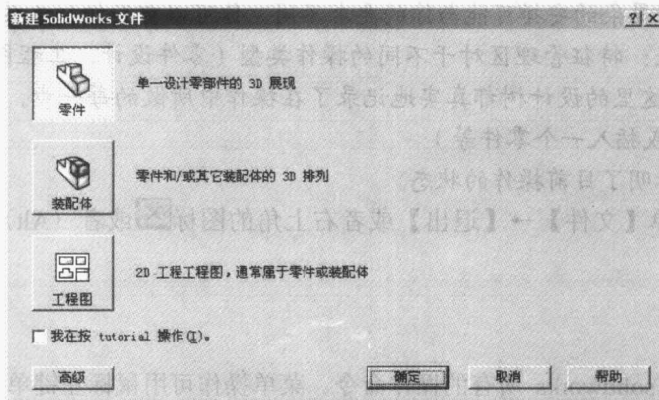 新建 SolidWorks 文件
零件
单一设计零部件的 3D 展现
装配体
零件和/或其它装配体的 3D 排列
工程图
2D 工程工程图，通常属于零件或装配体
我在按 tutorial 操作(T)。
高级
确定
取消
帮助